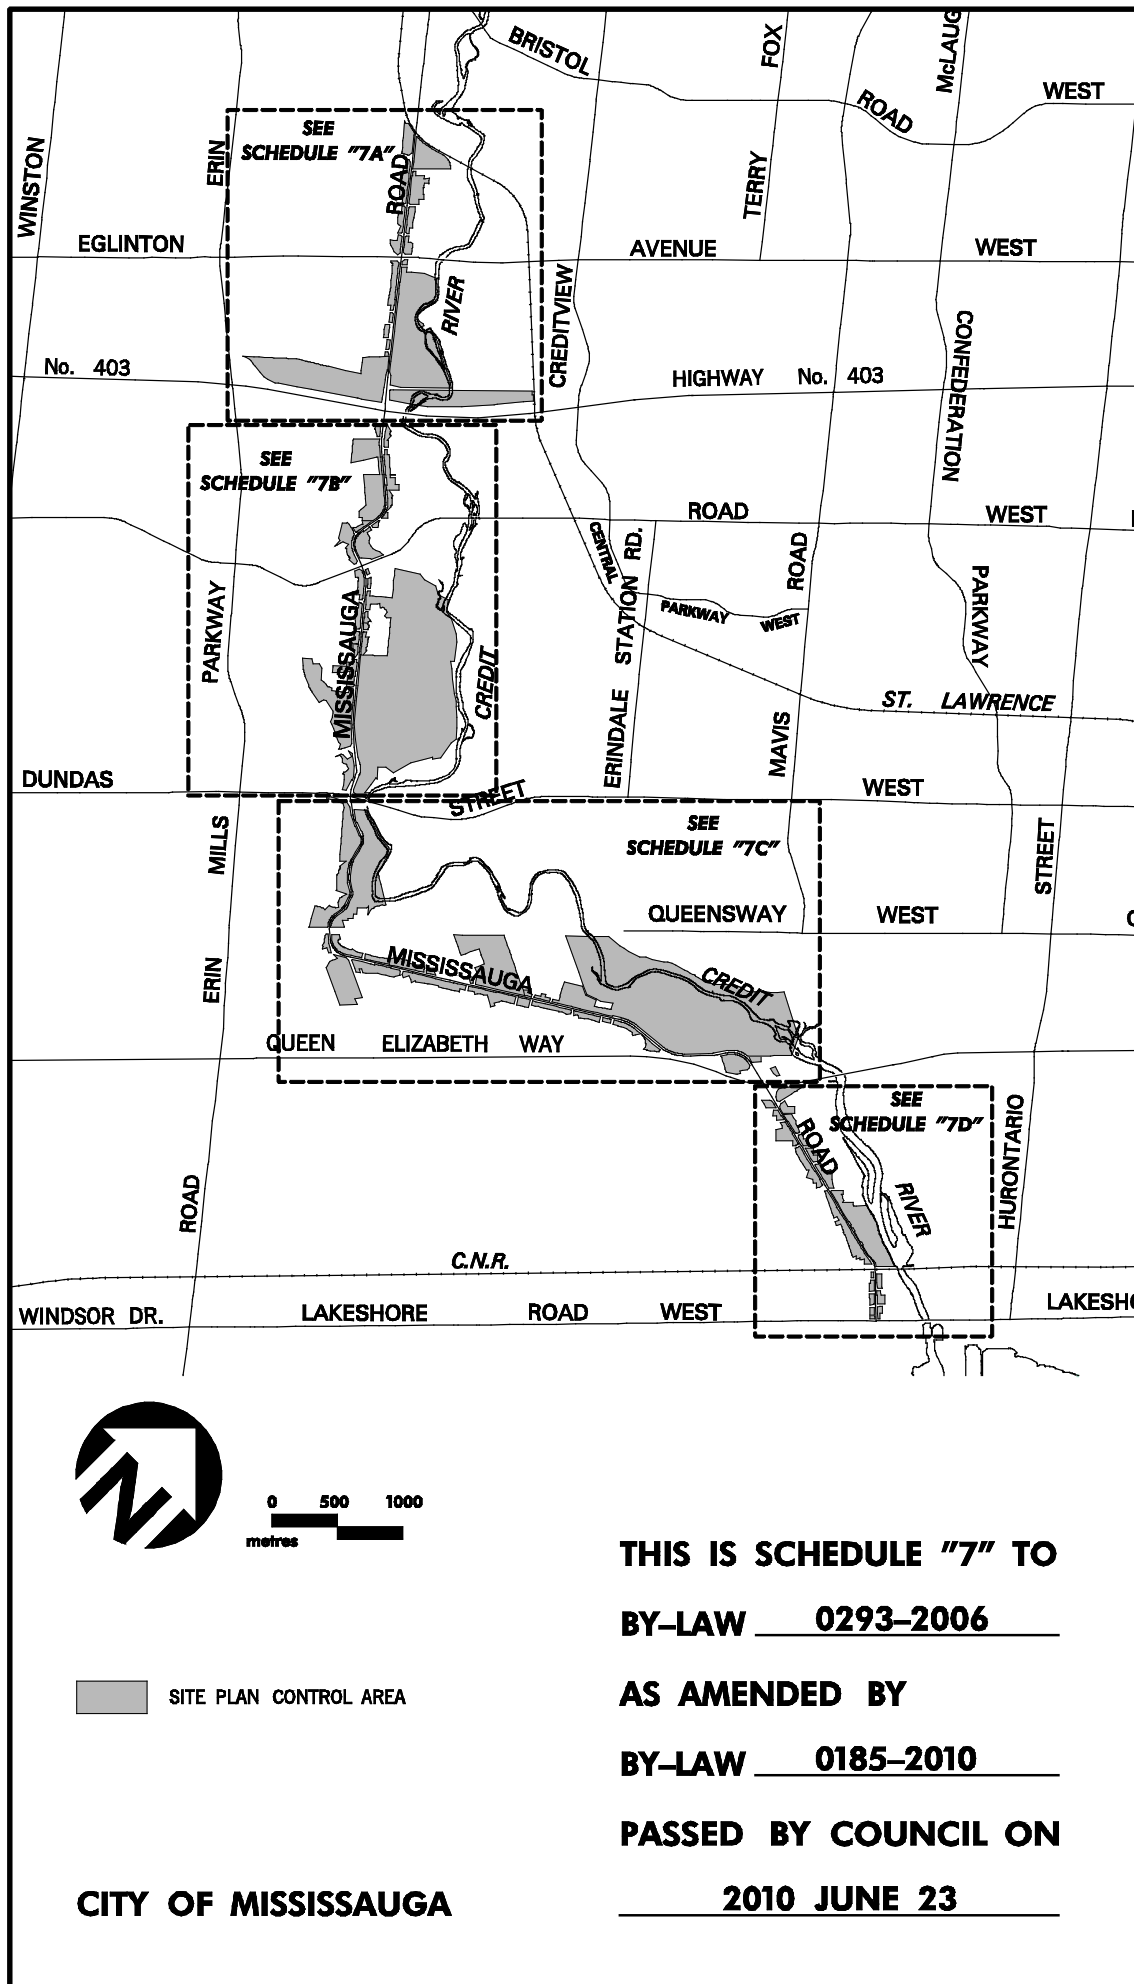 BRISTOL
ROAD
WEST
FOX
McLAUG
WINSTON
ERIN
SEE
SCHEDULE "7A"
ROAD
TERRY
EGLINTON
AVENUE
WEST
RIVER
CREDITVIEW
No. 403
HIGHWAY No. 403
CONFEDERATION
SEE
SCHEDULE "7B"
ROAD
WEST
CENTRAL
STATION RD.
ROAD
PARKWAY
MISSISSAUGA
PARKWAY
WEST
PARKWAY
CREDIT
ST. LAWRENCE
ERINDALE
MAVIS
DUNDAS
STREET
WEST
MILLS
SEE
SCHEDULE "7C"
STREET
QUEENSWAY
WEST
MISSISSAUGA
CREDIT
ERIN
QUEEN ELIZABETH WAY
SEE
SCHEDULE "7D"
ROAD
HURONTARIO
ROAD
RIVER
C.N.R.
WINDSOR DR.
LAKESHORE ROAD WEST
LAKESHO
N
0 500 1000
metres
THIS IS SCHEDULE "7" TO
BY-LAW 0293-2006
SITE PLAN CONTROL AREA
AS AMENDED BY
BY-LAW 0185-2010
PASSED BY COUNCIL ON
CITY OF MISSISSAUGA
2010 JUNE 23